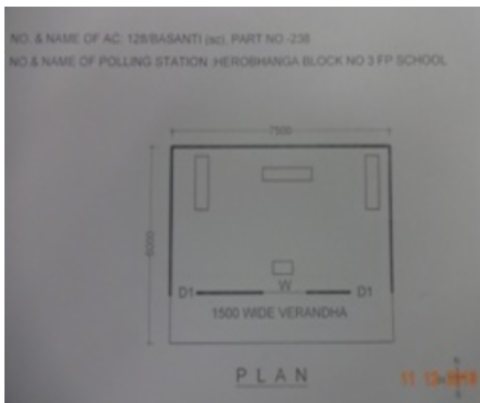 NO. & NAME OF AC: 128/BASANTI (sc), PART NO.-238
NO.& NAME OF POLLING STATION :HEROBHANGA BLOCK NO.3 FP SCHOOL
7500
6000
W
D1 D1
1500 WIDE VERANDHA
PLAN